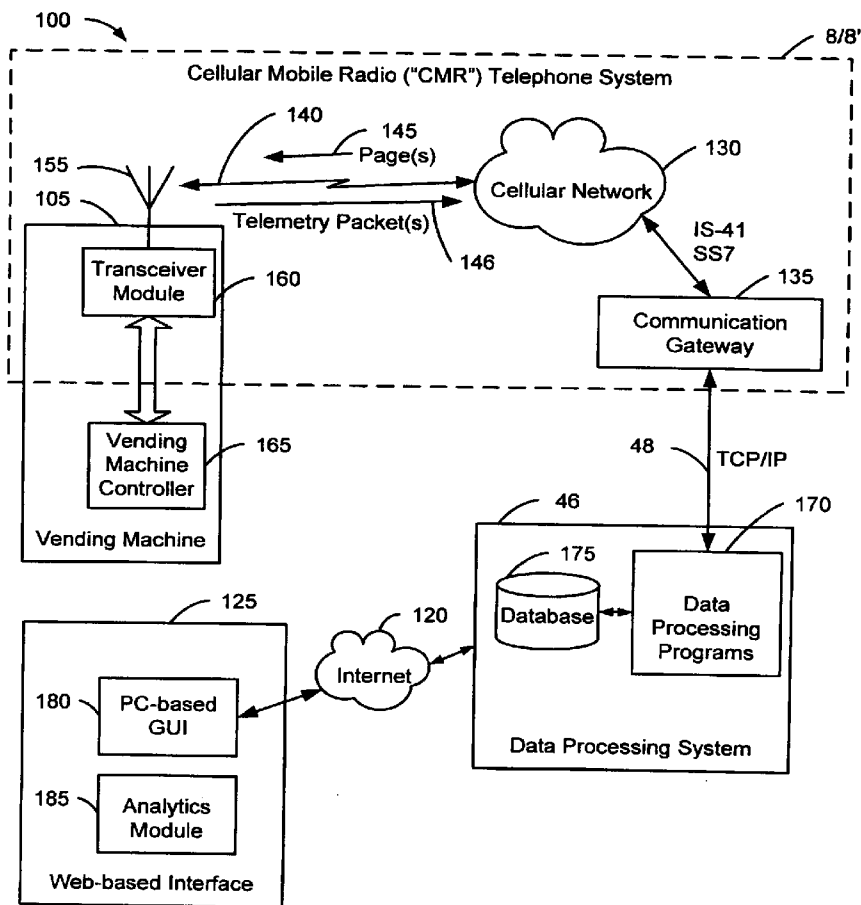 100
8/8'
Cellular Mobile Radio ("CMR") Telephone System
140
145
Page(s)
130
155
Cellular Network
105
Telemetry Packet(s)
IS-41
SS7
146
135
Transceiver
Module
160
Communication
Gateway
Vending
Machine
Controller
165
48
TCP/IP
46
170
Vending Machine
175
Database
Data
Processing
Programs
125
120
Internet
180
PC-based
GUI
Data Processing System
185
Analytics
Module
Web-based Interface